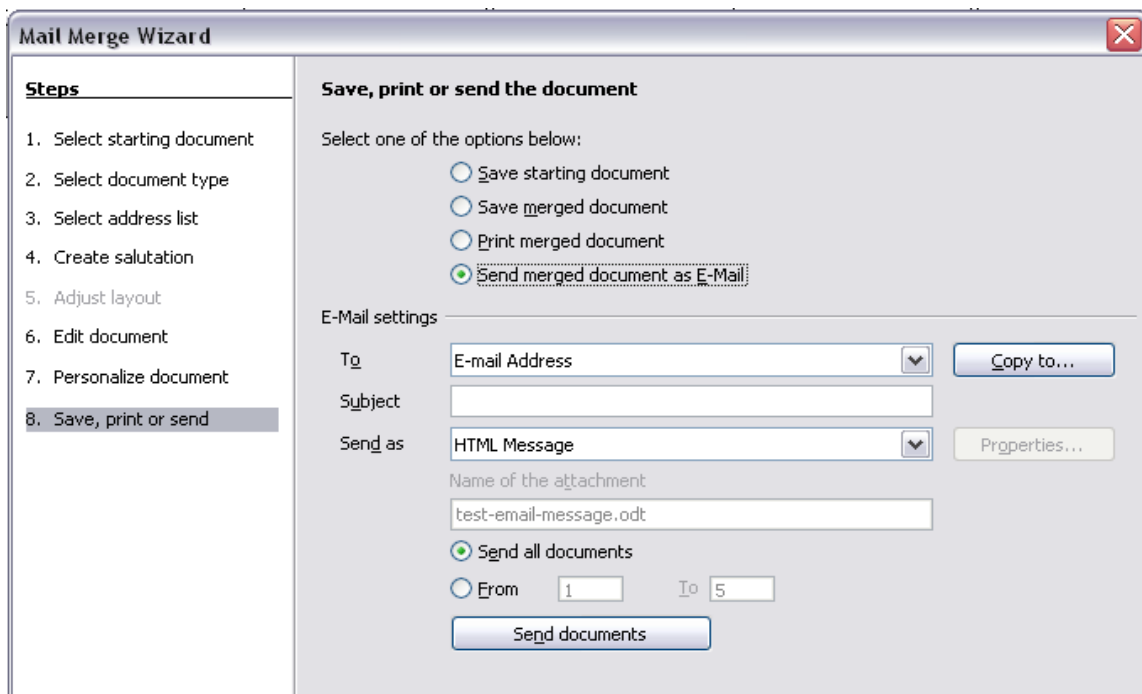 Mail Merge Wizard
Steps
1. Select starting document
2. Select document type
3. Select address list
4. Create salutation
5. Adjust layout
6. Edit document
7. Personalize document
8. Save, print or send
Save, print or send the document
Select one of the options below:
Save starting document
Save merged document
Print merged document
Send merged document as E-Mail
E-Mail settings
To E-mail Address Copy to...
Subject
Send as HTML Message Properties...
Name of the attachment
test-email-message.odt
Send all documents
From 1 To 5
Send documents